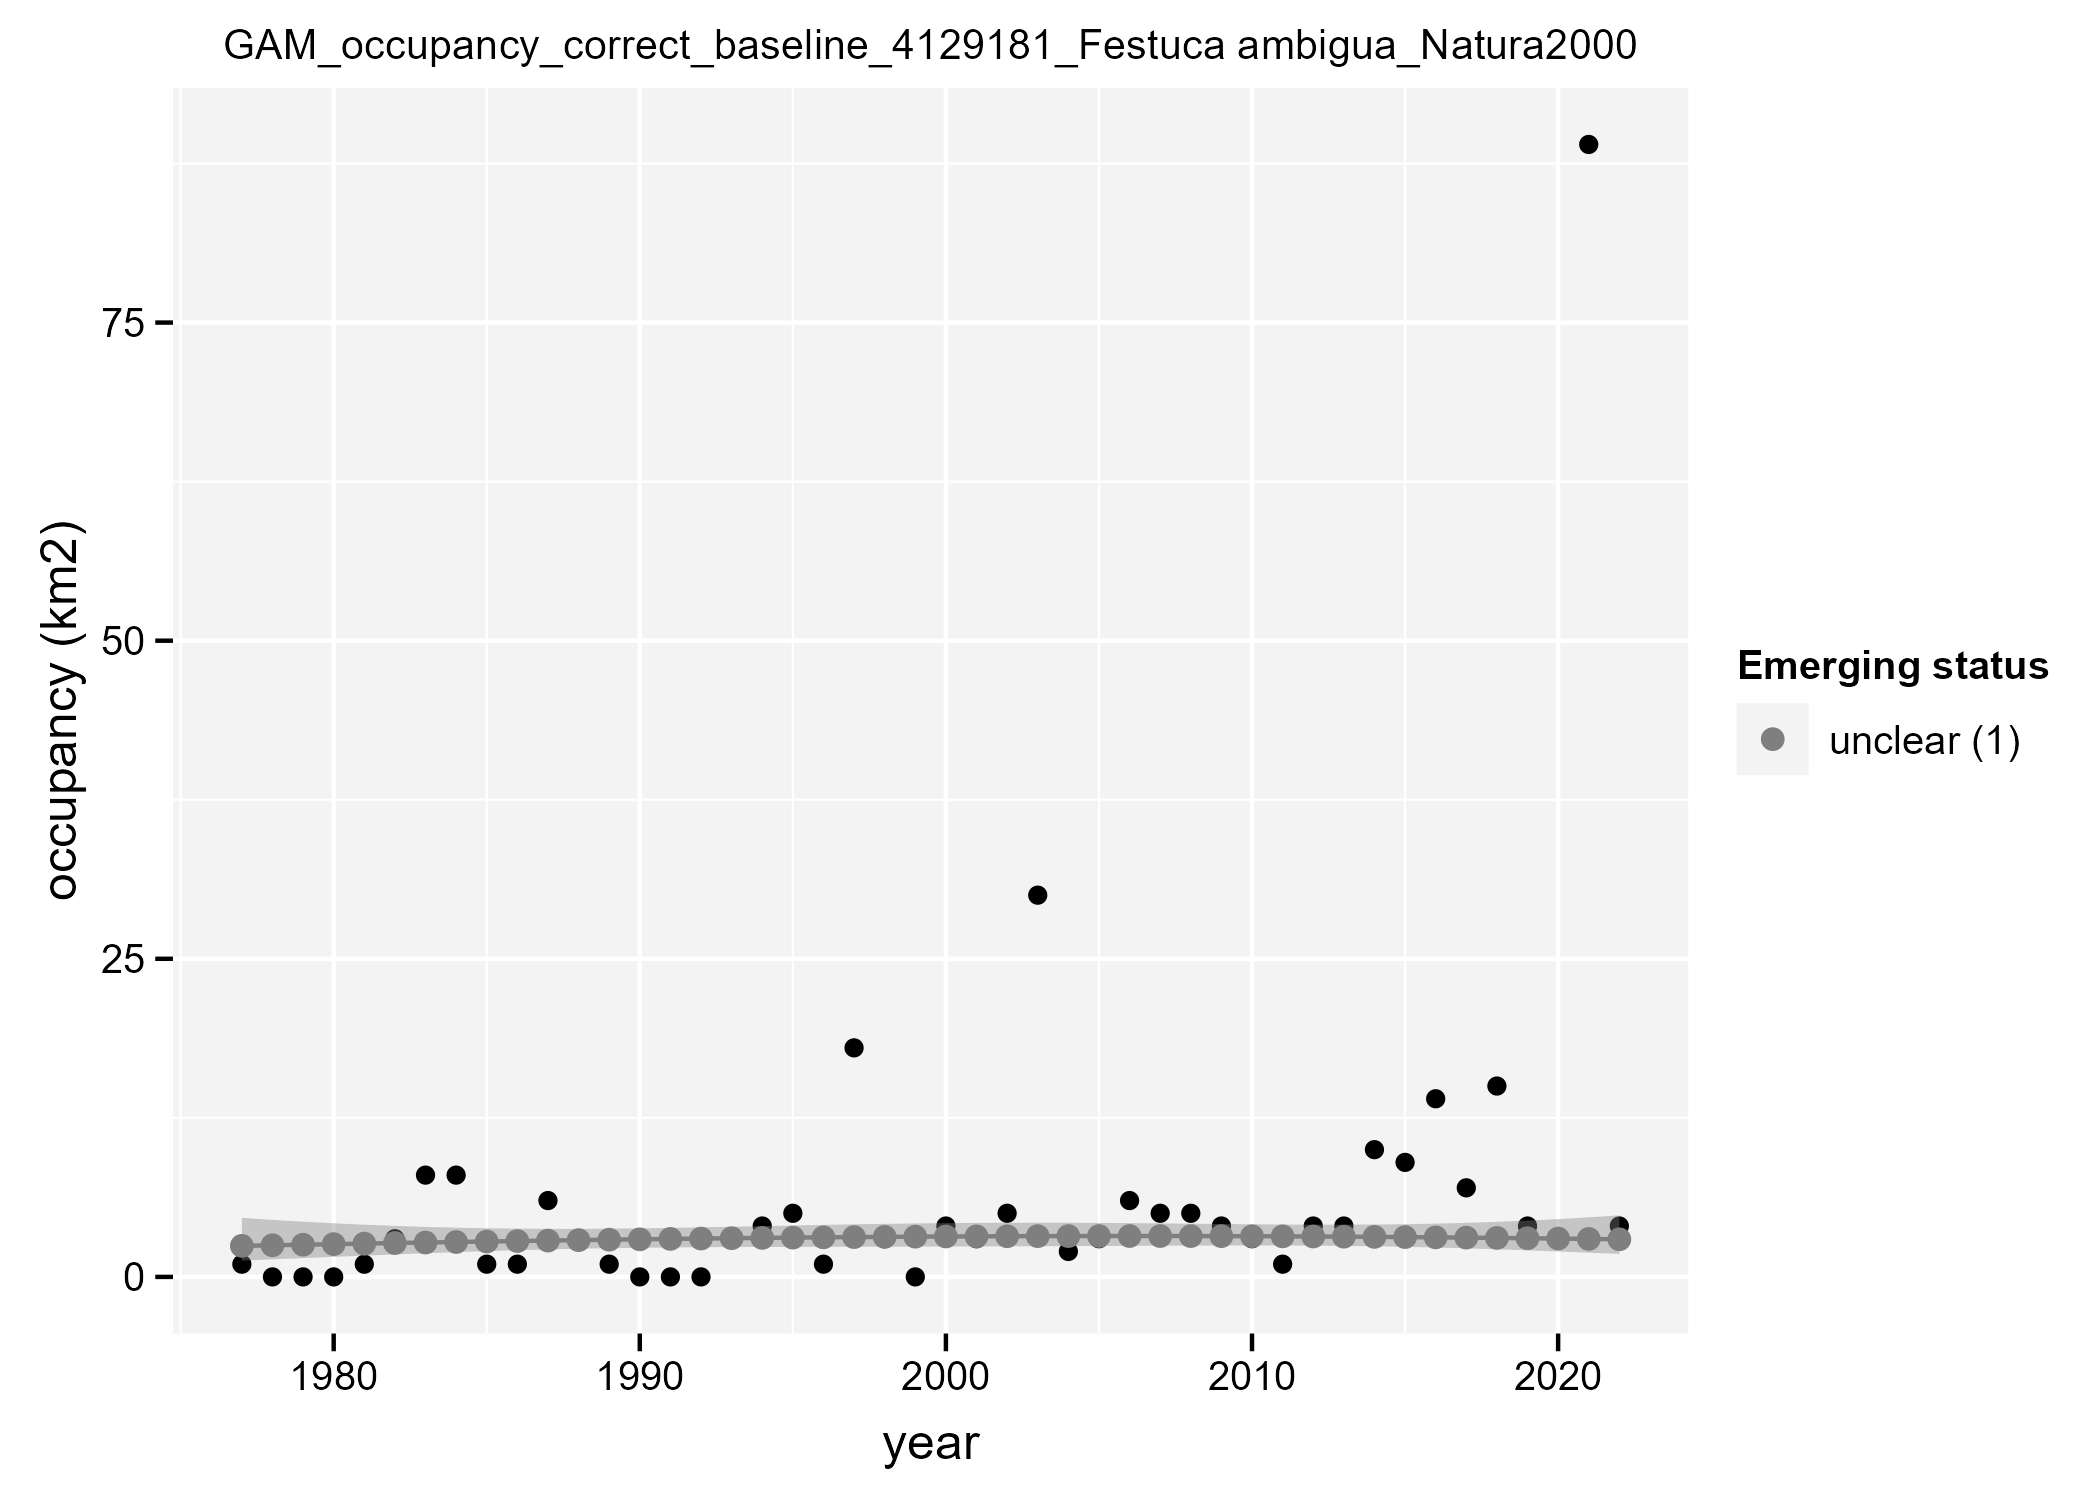 GAM_occupancy_correct_baseline_4129181_Festuca ambigua_Natura2000
75
50
25
0
occupancy (km2)
1980 1990 2000 2010 2020
year
Emerging status
unclear (1)